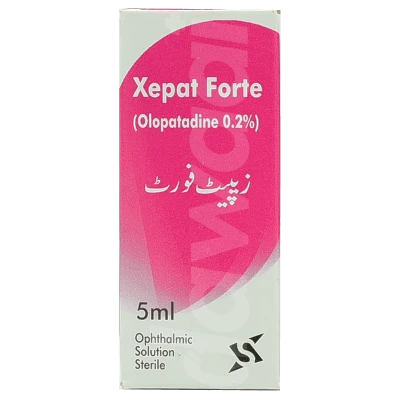 Xepat Forte
(Olopatadine 0.2%)
زیپیٹ فورٹ
5ml
Ophthalmic
Solution
Sterile